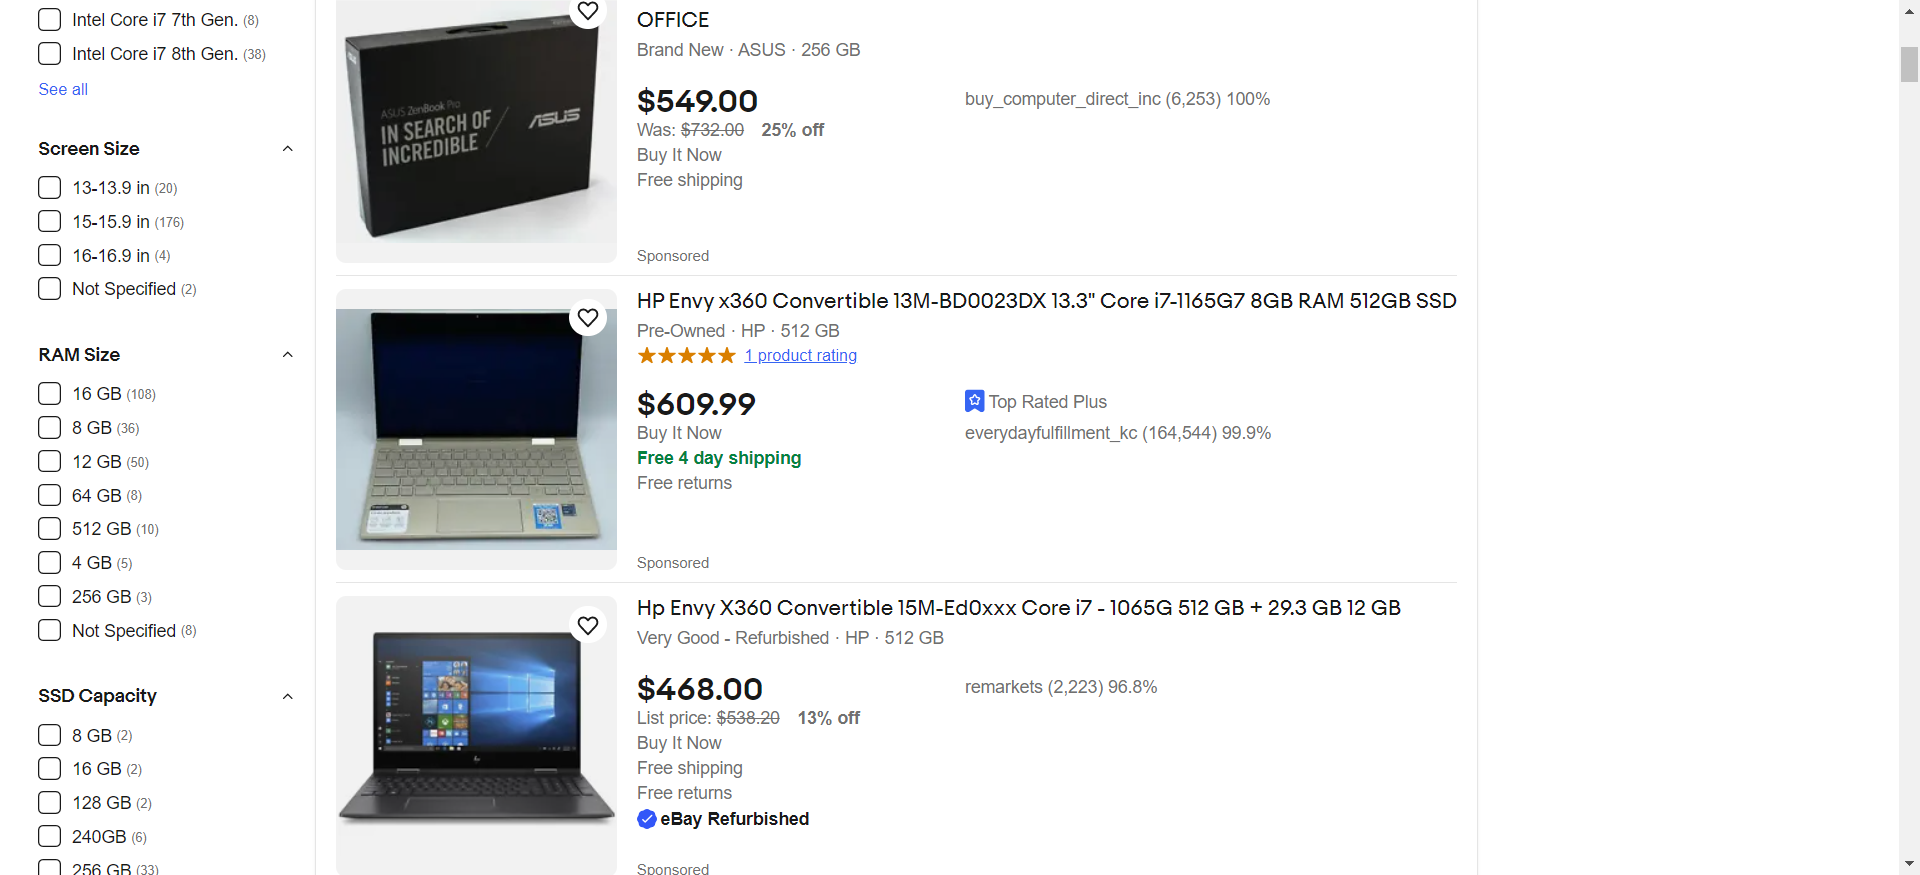 Intel Core i7 7th Gen. (8)
Intel Core i7 8th Gen. (38)
See all
Screen Size
13-13.9 in (20)
15-15.9 in (176)
16-16.9 in (4)
Not Specified (2)
RAM Size
16 GB (108)
8 GB (36)
12 GB (50)
64 GB (8)
512 GB (10)
4 GB (5)
256 GB (3)
Not Specified (8)
SSD Capacity
8 GB (2)
16 GB (2)
128 GB (2)
240GB (6)
256 GB (33)
ASUS ZenBook Pro
IN SEARCH OF
INCREDIBLE
ASUS
OFFICE
Brand New · ASUS · 256 GB
$549.00
Was: $732.00 25% off
Buy It Now
Free shipping
buy_computer_direct_inc (6,253) 100%
Sponsored
HP Envy x360 Convertible 13M-BD0023DX 13.3" Core i7-1165G7 8GB RAM 512GB SSD
Pre-Owned · HP · 512 GB
1 product rating
$609.99
Buy It Now
Free 4 day shipping
Free returns
Top Rated Plus
everydayfulfillment_kc (164,544) 99.9%
Sponsored
Hp Envy X360 Convertible 15M-Ed0xxx Core i7 - 1065G 512 GB + 29.3 GB 12 GB
Very Good - Refurbished · HP · 512 GB
$468.00
List price: $538.20 13% off
Buy It Now
Free shipping
Free returns
eBay Refurbished
remarkets (2,223) 96.8%
Sponsored